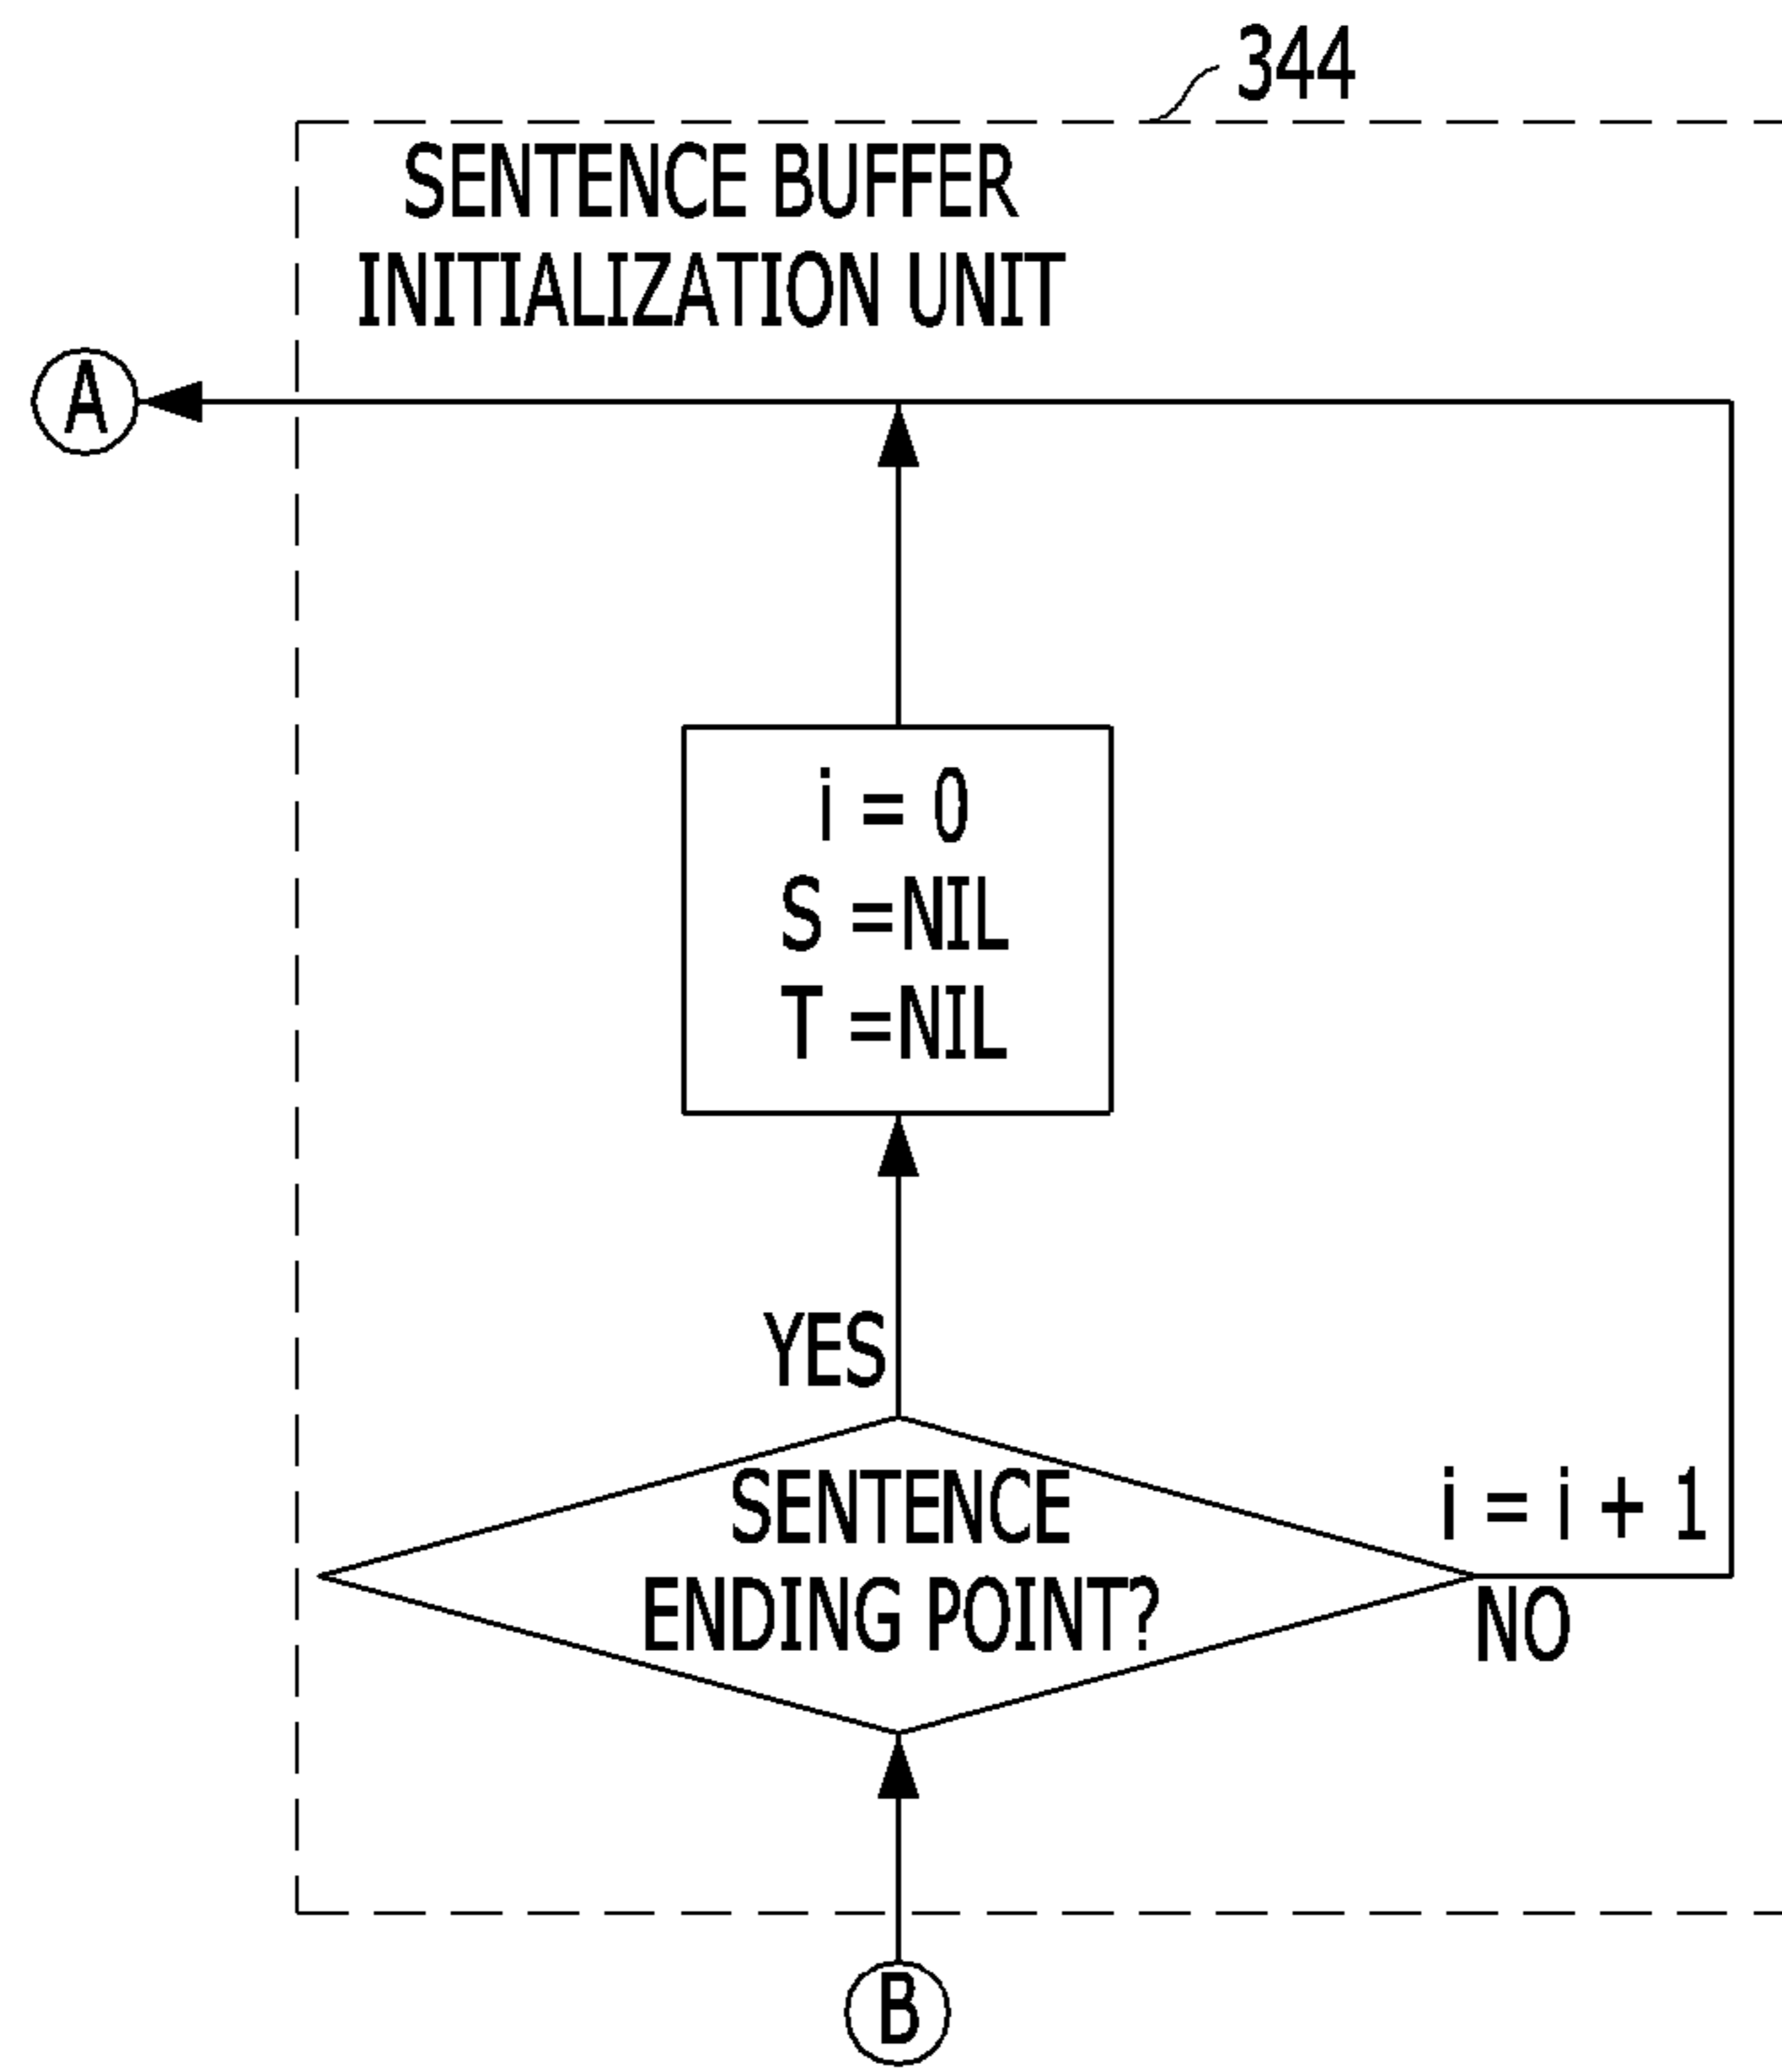 344
SENTENCE BUFFER
INITIALIZATION UNIT
A
i = 0
S =NIL
T =NIL
YES
SENTENCE
ENDING POINT?
i = i + 1
NO
B